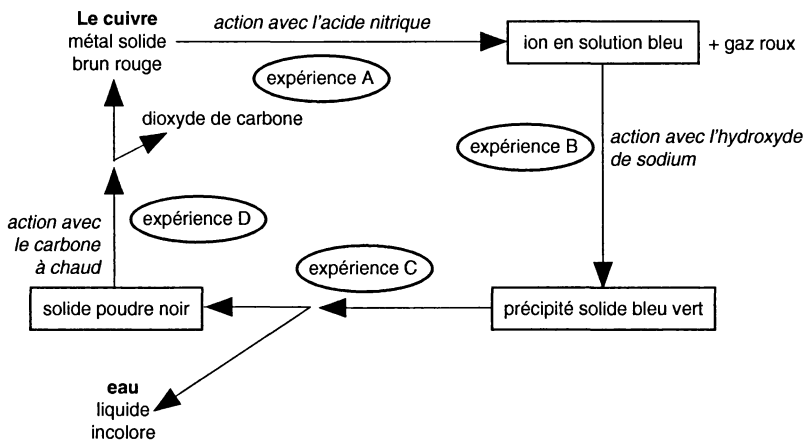 Le cuivre
métal solide
brun rouge
action avec l'acide nitrique
ion en solution bleu
+ gaz roux
expérience A
dioxyde de carbone
expérience B
action avec l'hydroxyde
de sodium
expérience D
action avec
le carbone
à chaud
expérience C
solide poudre noir
précipité solide bleu vert
eau
liquide
incolore